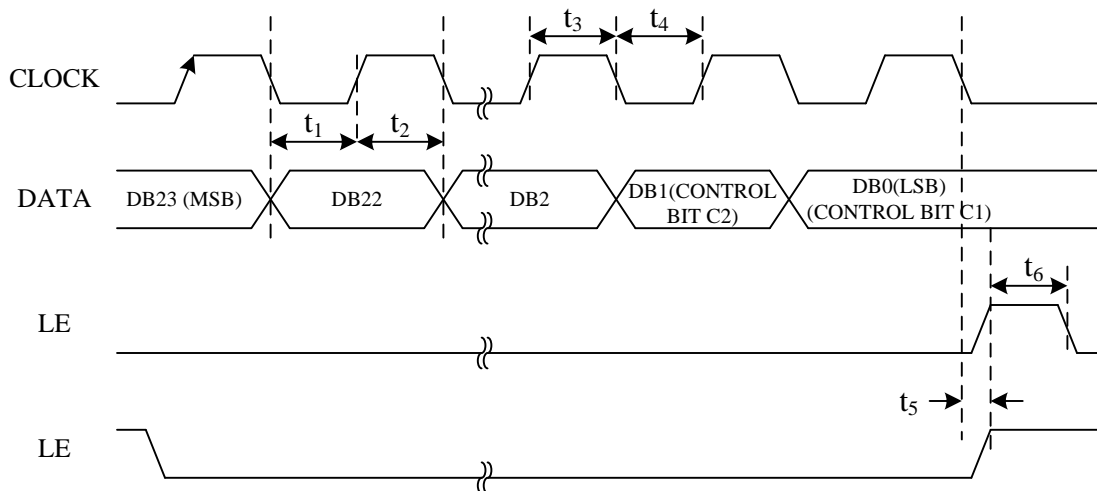 t₃ t₄
CLOCK
t₁ t₂
DATA DB23 (MSB) DB22 DB2 DB1(CONTROL BIT C2) DB0(LSB) (CONTROL BIT C1)
t₆
LE
t₅
LE